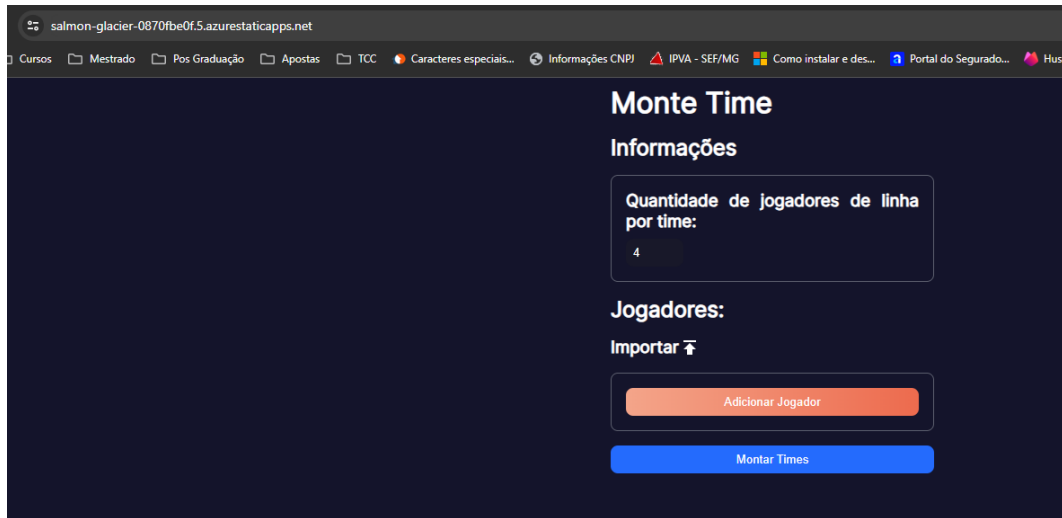 salmon-glacier-0870fbe0f.5.azurestaticapps.net
Cursos Mestrado Pos Graduação Apostas TCC Caracteres especiais... Informações CNPJ IPVA - SEF/MG Como instalar e des... Portal do Segurado... Hus
Monte Time
Informações
Quantidade de jogadores de linha
por time:
4
Jogadores:
Importar
Adicionar Jogador
Montar Times